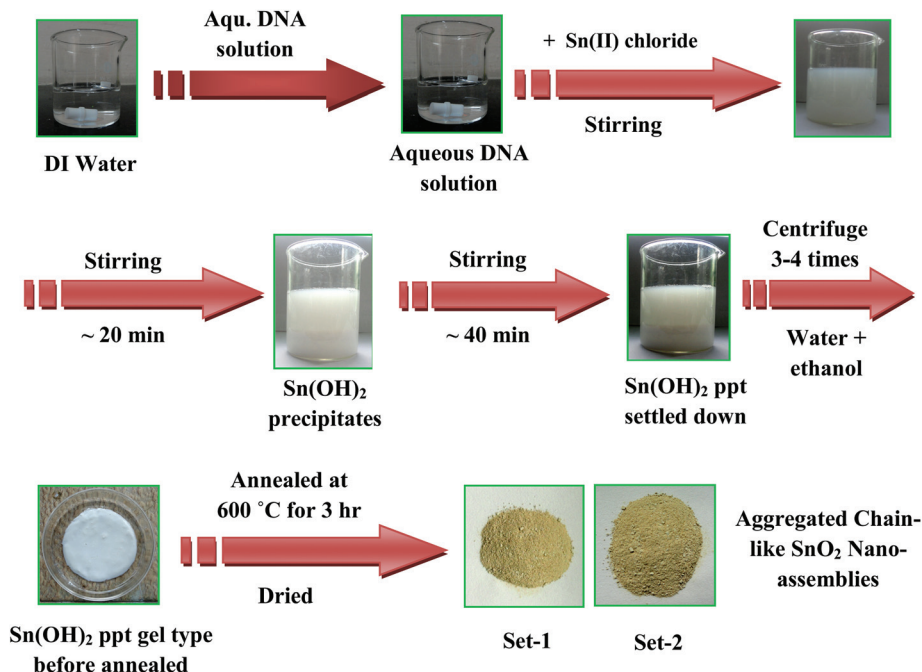 Aqu. DNA
solution
+ Sn(II) chloride
Stirring
DI Water
Aqueous DNA
solution
Stirring
~ 20 min
Sn(OH)₂
precipitates
Stirring
~ 40 min
Sn(OH)₂ ppt
settled down
Centrifuge
3-4 times
Water +
ethanol
Sn(OH)₂ ppt gel type
before annealed
Annealed at
600 ˚C for 3 hr
Dried
Set-1
Set-2
Aggregated Chain-
like SnO₂ Nano-
assemblies